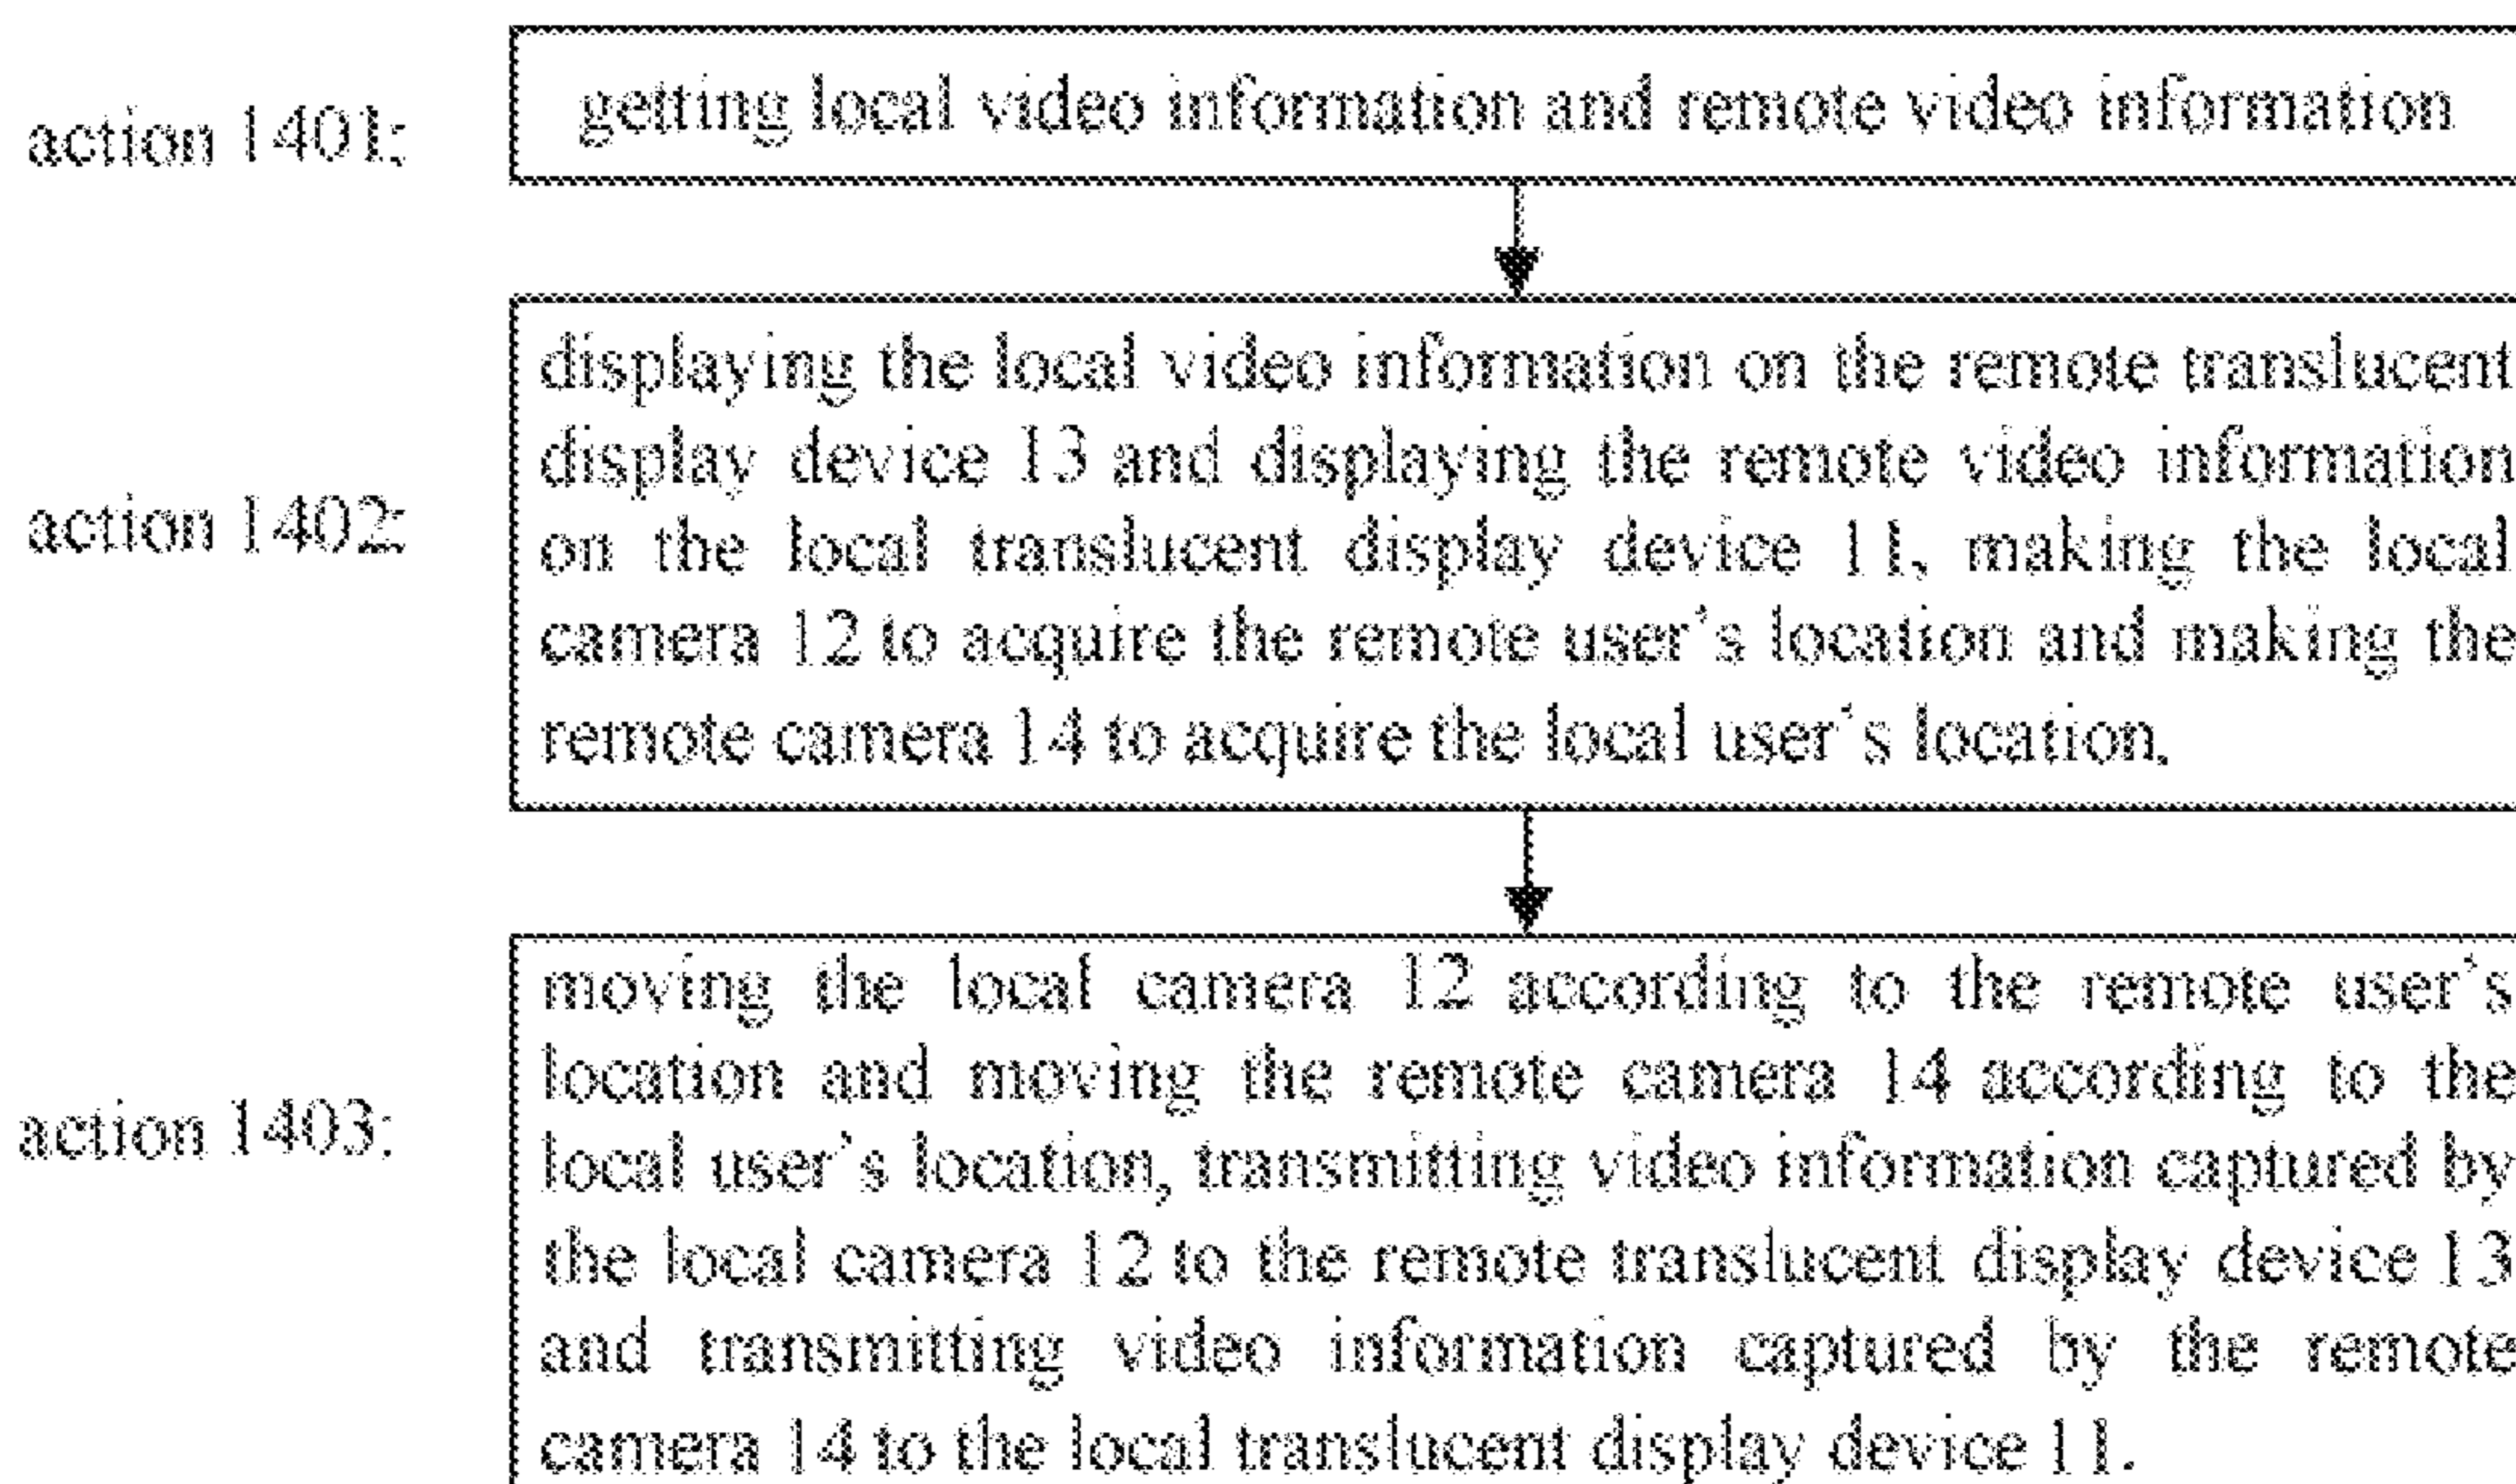 action 1401:
getting local video information and remote video information
action 1402:
displaying the local video information on the remote translucent
display device 13 and displaying the remote video information
on the local translucent display device 11, making the local
camera 12 to acquire the remote user's location and making the
remote camera 14 to acquire the local user's location.
action 1403:
moving the local camera 12 according to the remote user's
location and moving the remote camera 14 according to the
local user's location, transmitting video information captured by
the local camera 12 to the remote translucent display device 13
and transmitting video information captured by the remote
camera 14 to the local translucent display device 11.